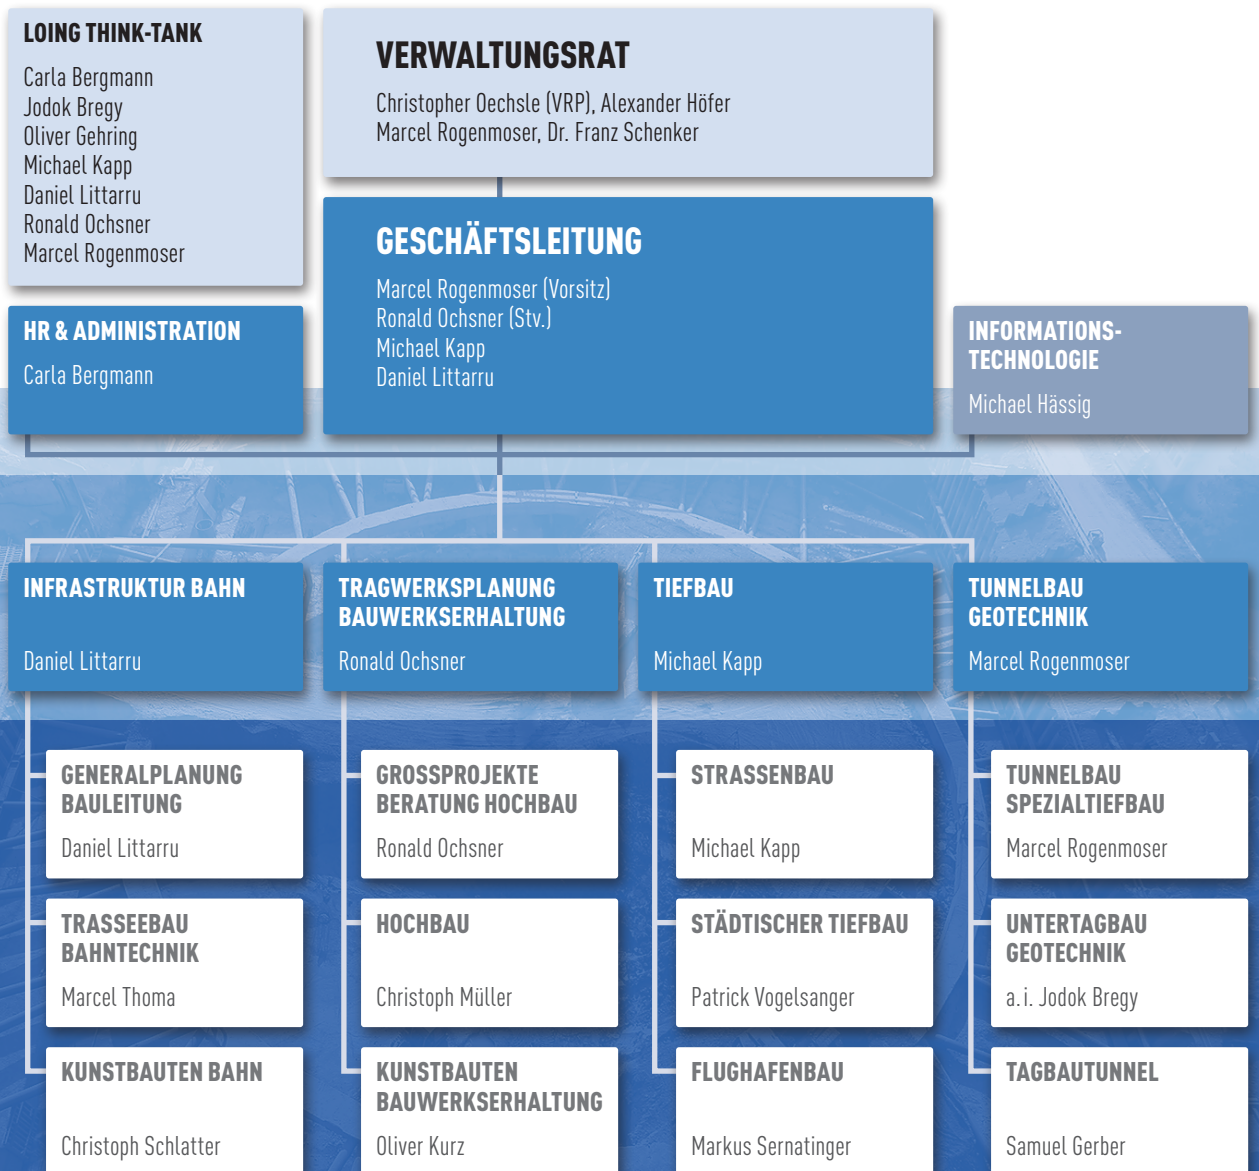 LOING THINK-TANK
Carla Bergmann
Jodok Bregy
Oliver Gehring
Michael Kapp
Daniel Littarru
Ronald Ochsner
Marcel Rogenmoser
VERWALTUNGSRAT
Christopher Oechsle (VRP), Alexander Höfer
Marcel Rogenmoser, Dr. Franz Schenker
GESCHÄFTSLEITUNG
Marcel Rogenmoser (Vorsitz)
Ronald Ochsner (Stv.)
Michael Kapp
Daniel Littarru
HR & ADMINISTRATION
Carla Bergmann
INFORMATIONS-
TECHNOLOGIE
Michael Hässig
INFRASTRUKTUR BAHN
Daniel Littarru
TRAGWERKSPLANUNG
BAUWERKSERHALTUNG
Ronald Ochsner
TIEFBAU
Michael Kapp
TUNNELBAU
GEOTECHNIK
Marcel Rogenmoser
GENERALPLANUNG
BAULEITUNG
Daniel Littarru
TRASSEEBAU
BAHNTECHNIK
Marcel Thoma
KUNSTBAUTEN BAHN
Christoph Schlatter
GROSSPROJEKTE
BERATUNG HOCHBAU
Ronald Ochsner
HOCHBAU
Christoph Müller
KUNSTBAUTEN
BAUWERKSERHALTUNG
Oliver Kurz
STRASSENBAU
Michael Kapp
STÄDTISCHER TIEFBAU
Patrick Vogelsanger
FLUGHAFENBAU
Markus Sernatinger
TUNNELBAU
SPEZIALTIEFBAU
Marcel Rogenmoser
UNTERTAGBAU
GEOTECHNIK
a.i. Jodok Bregy
TAGBAUTUNNEL
Samuel Gerber